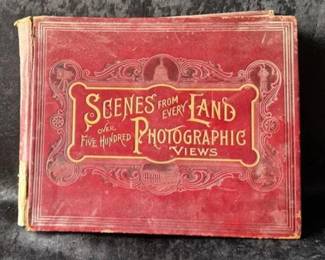 SCENES FROM EVERY LAND
OVER FIVE HUNDRED PHOTOGRAPHIC
VIEWS